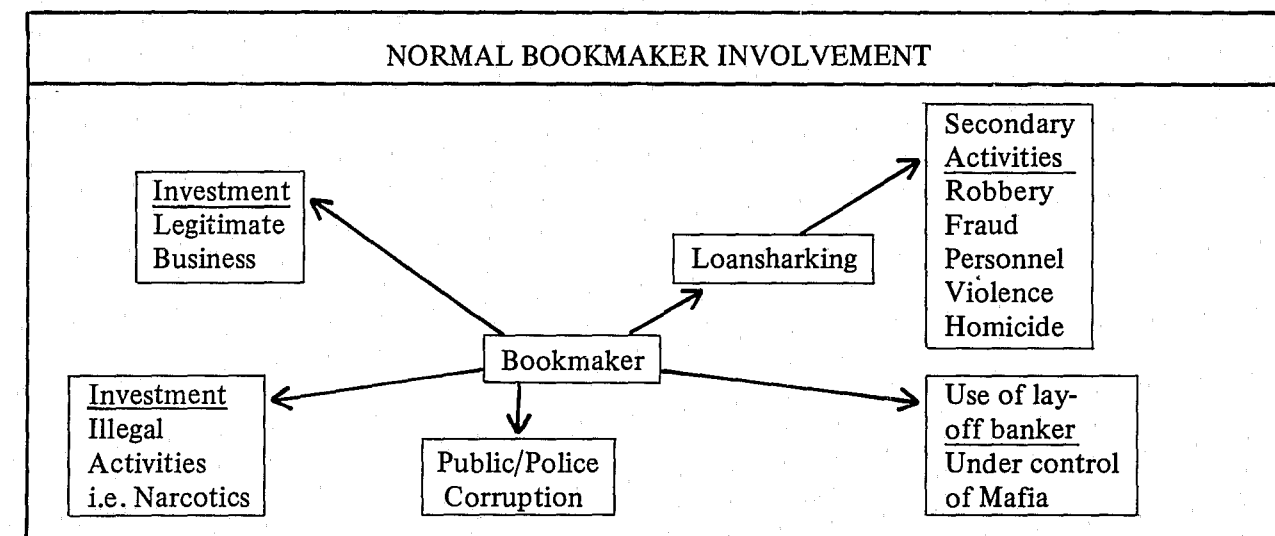 NORMAL BOOKMAKER INVOLVEMENT
Investment
Legitimate
Business
Loansharking
Secondary
Activities
Robbery
Fraud
Personnel
Violence
Homicide
Bookmaker
Investment
Illegal
Activities
i.e. Narcotics
Public/Police
Corruption
Use of lay-
off banker
Under control
of Mafia